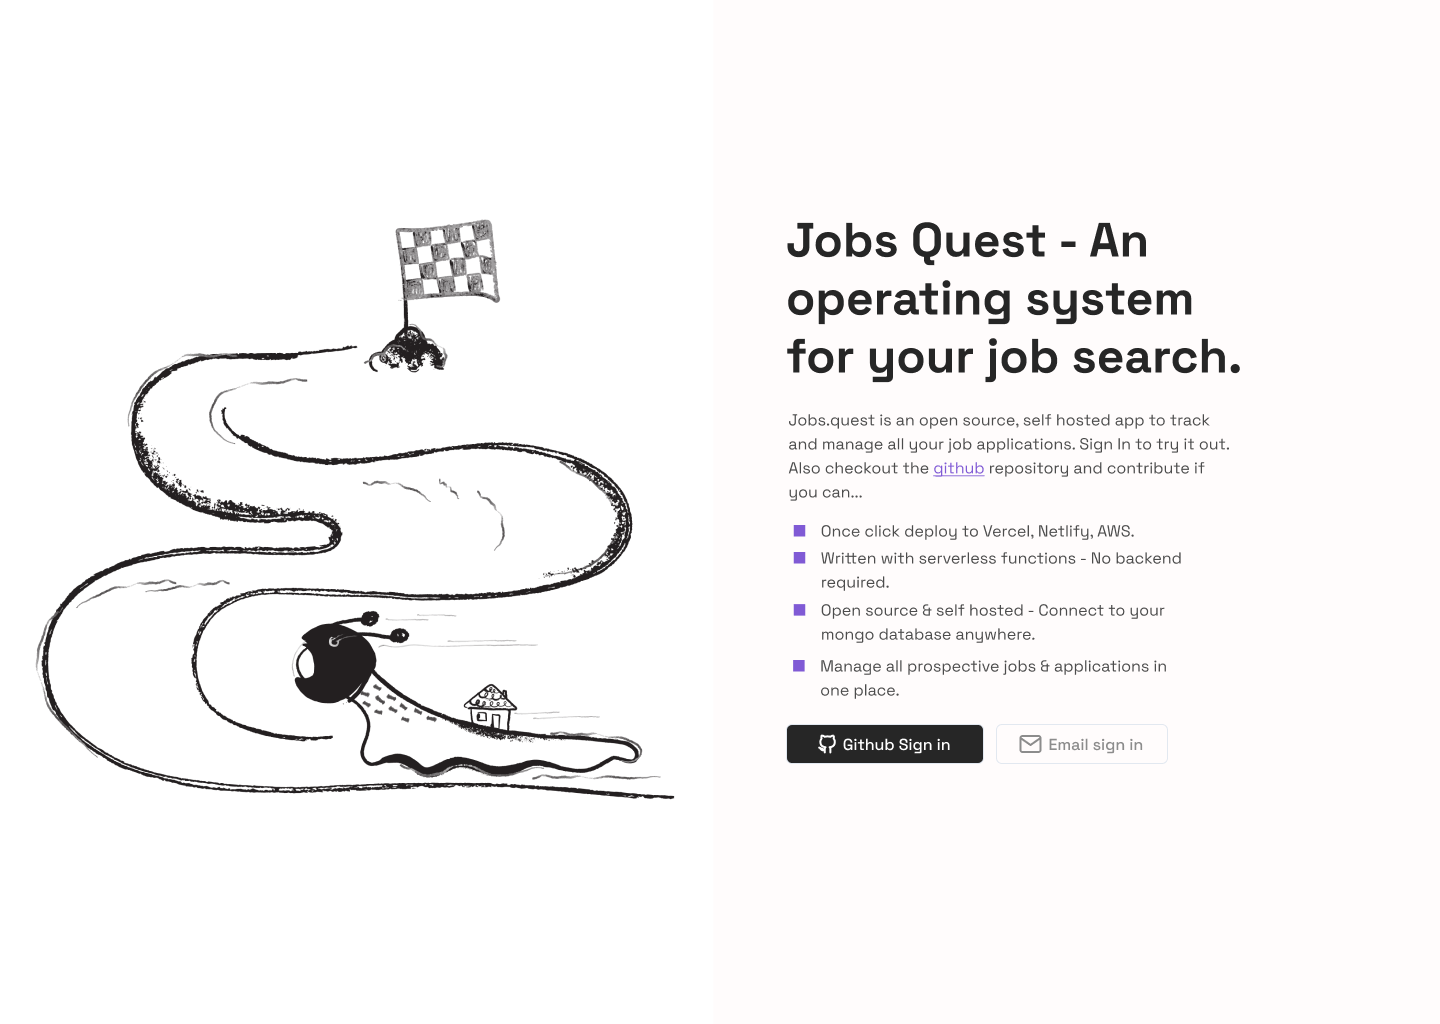 Jobs Quest - An
operating system
for your job search.
Jobs.quest is an open source, self hosted app to track
and manage all your job applications. Sign In to try it out.
Also checkout the github repository and contribute if
you can...
Once click deploy to Vercel, Netlify, AWS.
Written with serverless functions - No backend
required.
Open source & self hosted - Connect to your
mongo database anywhere.
Manage all prospective jobs & applications in
one place.
Github Sign in
Email sign in